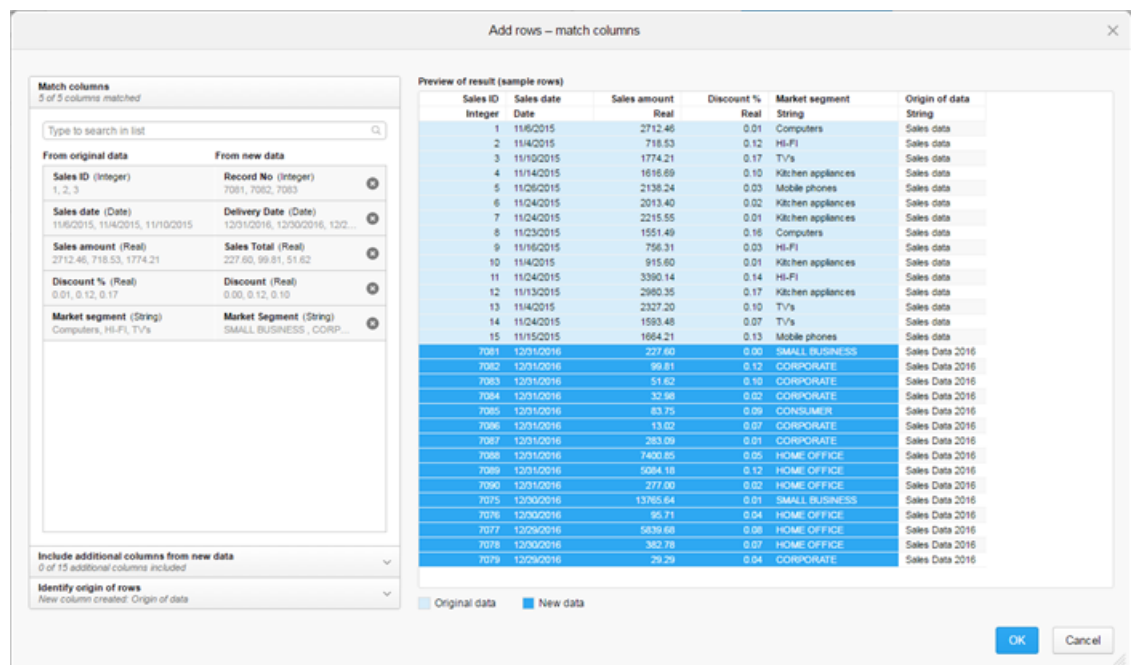 Add rows – match columns
Match columns
5 of 5 columns matched
Type to search in list
From original data From new data
Sales ID (Integer) Record No (Integer)
1, 2, 3 7081, 7082, 7083
Sales date (Date) Delivery Date (Date)
11/6/2015, 11/4/2015, 11/10/2015 12/31/2016, 12/30/2016, 12/2...
Sales amount (Real) Sales Total (Real)
2712.46, 718.53, 1774.21 227.60, 99.81, 51.62
Discount % (Real) Discount (Real)
0.01, 0.12, 0.17 0.00, 0.12, 0.10
Market segment (String) Market Segment (String)
Computers, HI-FI, TV's SMALL BUSINESS , CORP...
Include additional columns from new data
0 of 15 additional columns included
Identify origin of rows
New column created: Origin of data
Preview of result (sample rows)
Sales ID Sales date Sales amount Discount % Market segment Origin of data
Integer Date Real Real String String
1 11/6/2015 2712.46 0.01 Computers Sales data
2 11/4/2015 718.53 0.12 HI-FI Sales data
3 11/10/2015 1774.21 0.17 TV's Sales data
4 11/14/2015 1616.69 0.10 Kitchen appliances Sales data
5 11/26/2015 2138.24 0.03 Mobile phones Sales data
6 11/24/2015 2013.40 0.02 Kitchen appliances Sales data
7 11/24/2015 2215.55 0.01 Kitchen appliances Sales data
8 11/23/2015 1551.49 0.16 Computers Sales data
9 11/16/2015 756.31 0.03 HI-FI Sales data
10 11/4/2015 915.60 0.01 Kitchen appliances Sales data
11 11/24/2015 3390.14 0.14 HI-FI Sales data
12 11/13/2015 2980.35 0.17 Kitchen appliances Sales data
13 11/4/2015 2327.20 0.10 TV's Sales data
14 11/24/2015 1593.48 0.07 TV's Sales data
15 11/15/2015 1664.21 0.13 Mobile phones Sales data
7081 12/31/2016 227.60 0.00 SMALL BUSINESS Sales Data 2016
7082 12/31/2016 99.81 0.12 CORPORATE Sales Data 2016
7083 12/31/2016 51.62 0.10 CORPORATE Sales Data 2016
7084 12/31/2016 32.98 0.02 CORPORATE Sales Data 2016
7085 12/31/2016 83.75 0.09 CONSUMER Sales Data 2016
7086 12/31/2016 13.02 0.07 CORPORATE Sales Data 2016
7087 12/31/2016 283.09 0.01 CORPORATE Sales Data 2016
7088 12/31/2016 7400.85 0.05 HOME OFFICE Sales Data 2016
7089 12/31/2016 5084.18 0.12 HOME OFFICE Sales Data 2016
7090 12/31/2016 277.00 0.02 HOME OFFICE Sales Data 2016
7075 12/30/2016 13765.64 0.01 SMALL BUSINESS Sales Data 2016
7076 12/30/2016 95.71 0.04 HOME OFFICE Sales Data 2016
7077 12/29/2016 5839.68 0.08 HOME OFFICE Sales Data 2016
7078 12/30/2016 382.78 0.07 HOME OFFICE Sales Data 2016
7079 12/29/2016 29.29 0.04 CORPORATE Sales Data 2016
Original data New data
OK Cancel